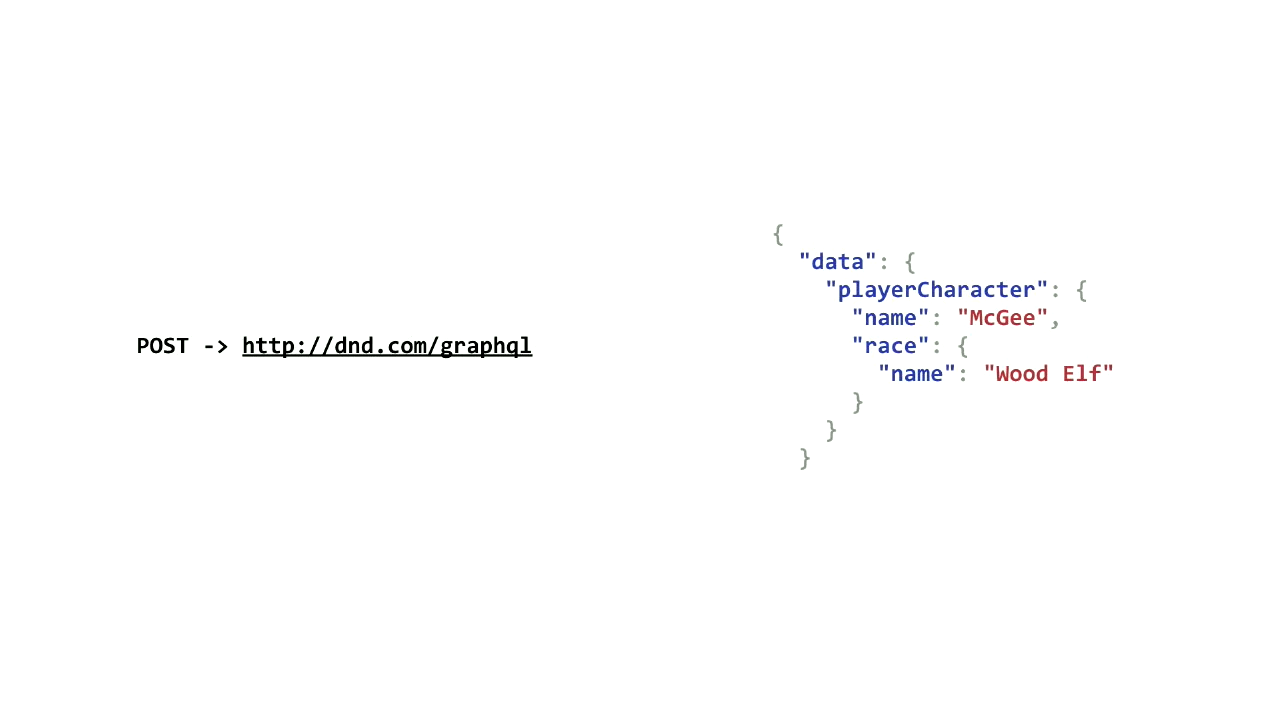 POST -> http://dnd.com/graphql
{
  "data": {
    "playerCharacter": {
      "name": "McGee",
      "race": {
        "name": "Wood Elf"
      }
    }
  }